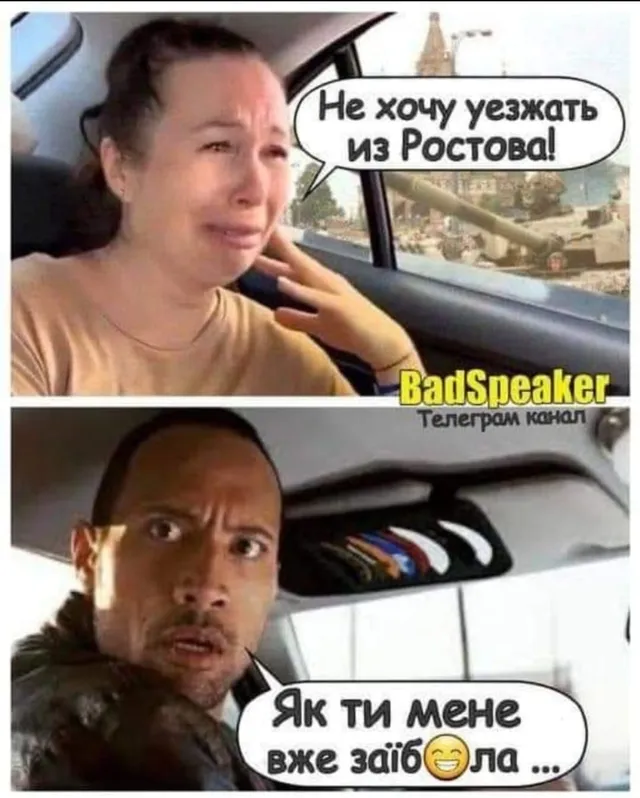 Не хочу уезжать
из Ростова!
BadSpeaker
Телеграм канал
Як ти мене
вже заїб😁ла ...